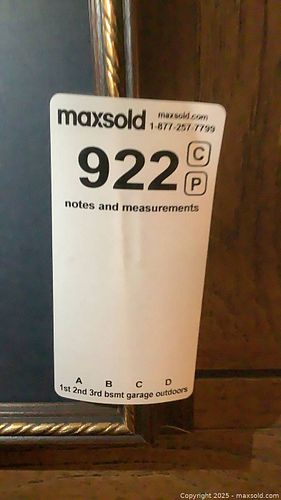 maxsold maxsold.com
1-877-257-7799
922 C
P
notes and measurements
A B C D
1st 2nd 3rd bsmt garage outdoors
Copyright © 2025 - maxsold.com